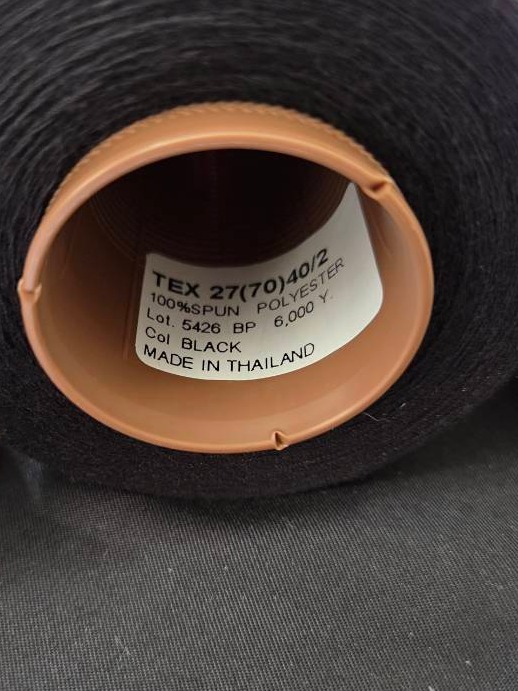 TEX 27(70)40/2
100%SPUN POLYESTER
Lot. 5426 BP 6,000 Y.
Col BLACK
MADE IN THAILAND